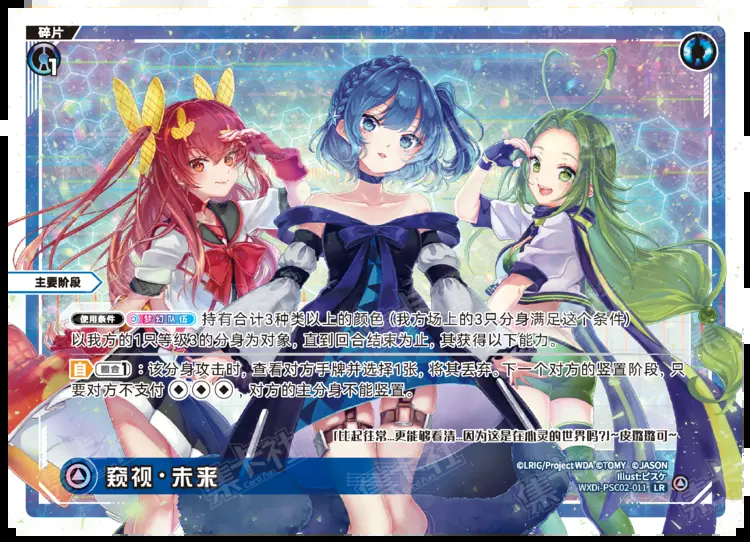 碎片
1
主要阶段
使用条件 梦幻队伍 持有合计3种类以上的颜色 (我方场上的3只分身满足这个条件)
以我方的1只等级3的分身为对象, 直到回合结束为止, 其获得以下能力。
自 回合1 : 该分身攻击时, 查看对方手牌并选择1张, 将其丢弃。下一个对方的竖置阶段, 只
要对方不支付◆◆◆, 对方的主分身不能竖置。
「比起往常...更能够看清...因为这是在心灵的世界吗?」~皮璐璐可~
窥视·未来
©LRIG/Project WDA ©TOMY ©JASON
Illust:ビスケ
WXDi-PSC02-011 LR
集卡社